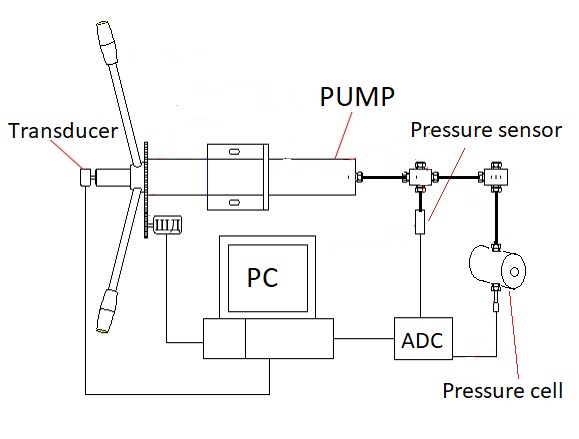 PUMP
Transducer
Pressure sensor
PC
ADC
Pressure cell